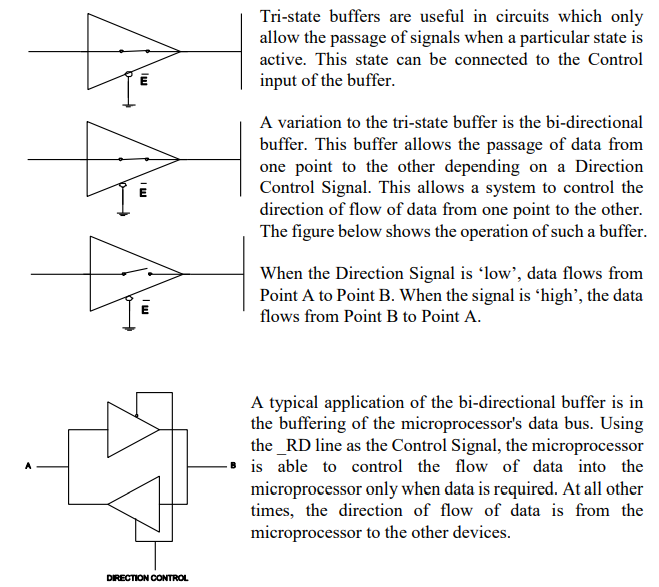 Tri-state buffers are useful in circuits which only
allow the passage of signals when a particular state is
active. This state can be connected to the Control
input of the buffer.
E̅
A variation to the tri-state buffer is the bi-directional
buffer. This buffer allows the passage of data from
one point to the other depending on a Direction
Control Signal. This allows a system to control the
direction of flow of data from one point to the other.
The figure below shows the operation of such a buffer.
E̅
When the Direction Signal is ‘low’, data flows from
Point A to Point B. When the signal is ‘high’, the data
flows from Point B to Point A.
E̅
A typical application of the bi-directional buffer is in
the buffering of the microprocessor's data bus. Using
the _RD line as the Control Signal, the microprocessor
is able to control the flow of data into the
microprocessor only when data is required. At all other
times, the direction of flow of data is from the
microprocessor to the other devices.
A
B
DIRECTION CONTROL